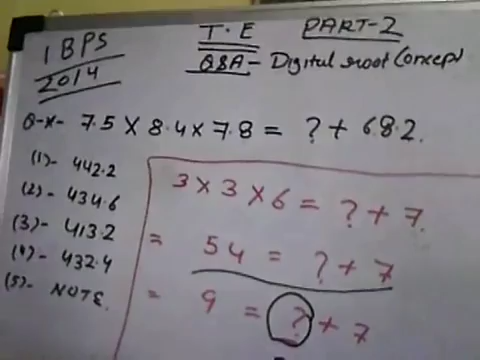 IBPS
2014
T.E PART-2
Q&A - Digital root Concept
Q-x- 7.5 X 8.4 X 7.8 = ? + 68.2.
(1)- 442.2
(2)- 434.6
(3)- 413.2
(4)- 432.4
(5)- NOTE.
3 X 3 X 6 = ? + 7.
= 54 = ? + 7
= 9 = ? + 7